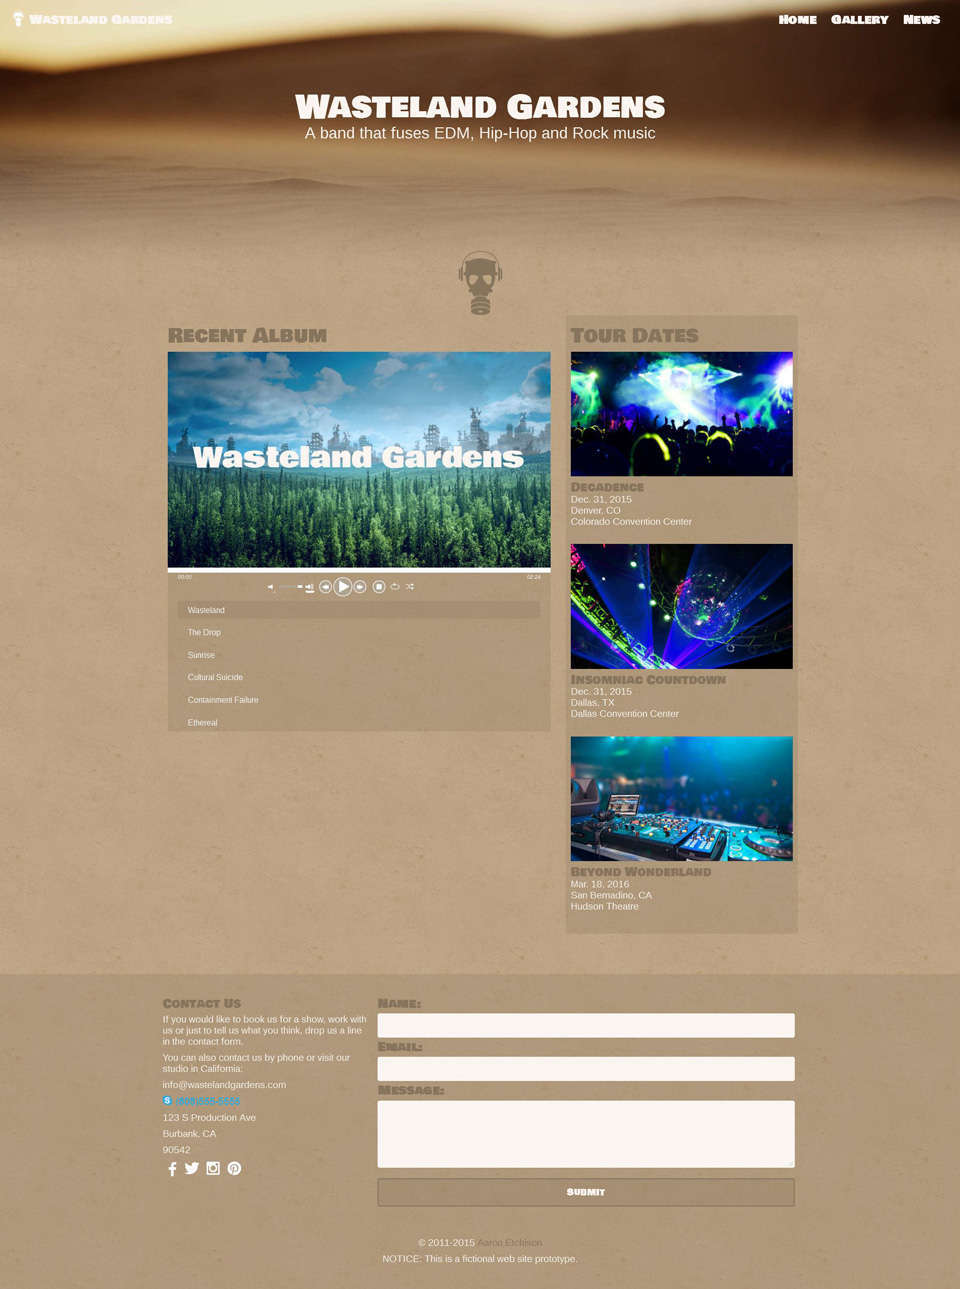 Wasteland Gardens
Home Gallery News
Wasteland Gardens
A band that fuses EDM, Hip-Hop and Rock music
Recent Album
Wasteland Gardens
00:00
02:24
Wasteland
The Drop
Sunrise
Cultural Suicide
Containment Failure
Ethereal
Tour Dates
Decadence
Dec. 31, 2015
Denver, CO
Colorado Convention Center
Insomniac Countdown
Dec. 31, 2015
Dallas, TX
Dallas Convention Center
Beyond Wonderland
Mar. 18, 2016
San Bernadino, CA
Hudson Theatre
Contact Us
If you would like to book us for a show, work with
us or just to tell us what you think, drop us a line
in the contact form.
You can also contact us by phone or visit our
studio in California:
info@wastelandgardens.com
123 S Production Ave
Burbank, CA
90542
Name:
Email:
Message:
Submit
© 2011-2015 Aaron Etchison
NOTICE: This is a fictional web site prototype.